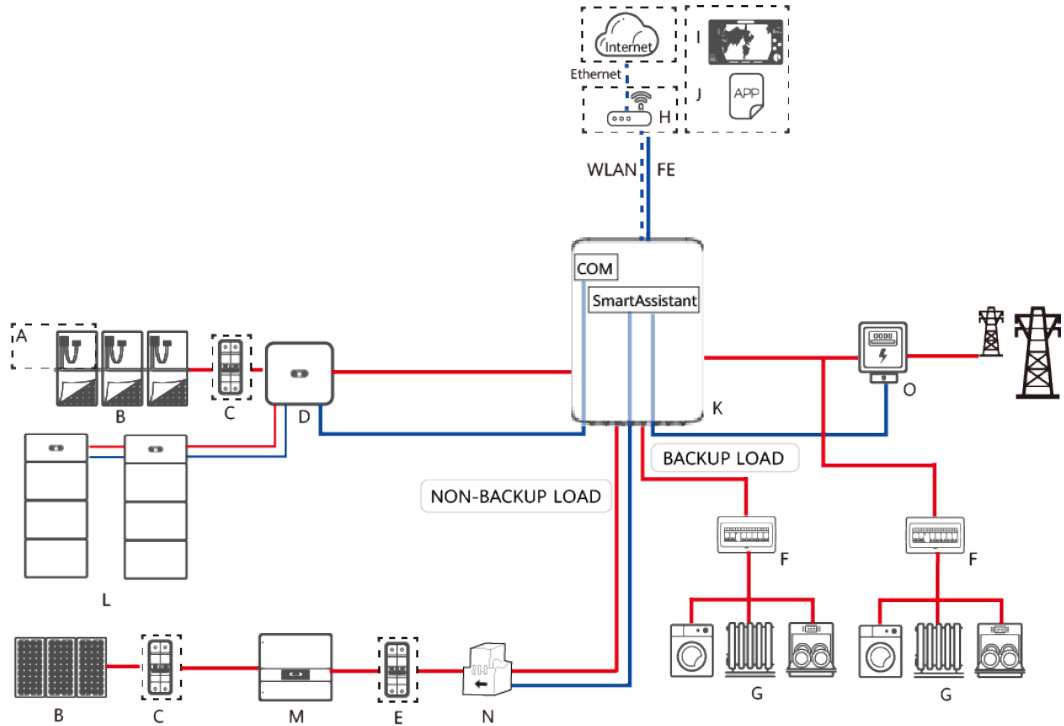 Internet
I
Ethernet
J
APP
H
WLAN
FE
COM
SmartAssistant
A
B
C
D
K
O
BACKUP LOAD
NON-BACKUP LOAD
F
F
L
G
G
B
C
M
E
N